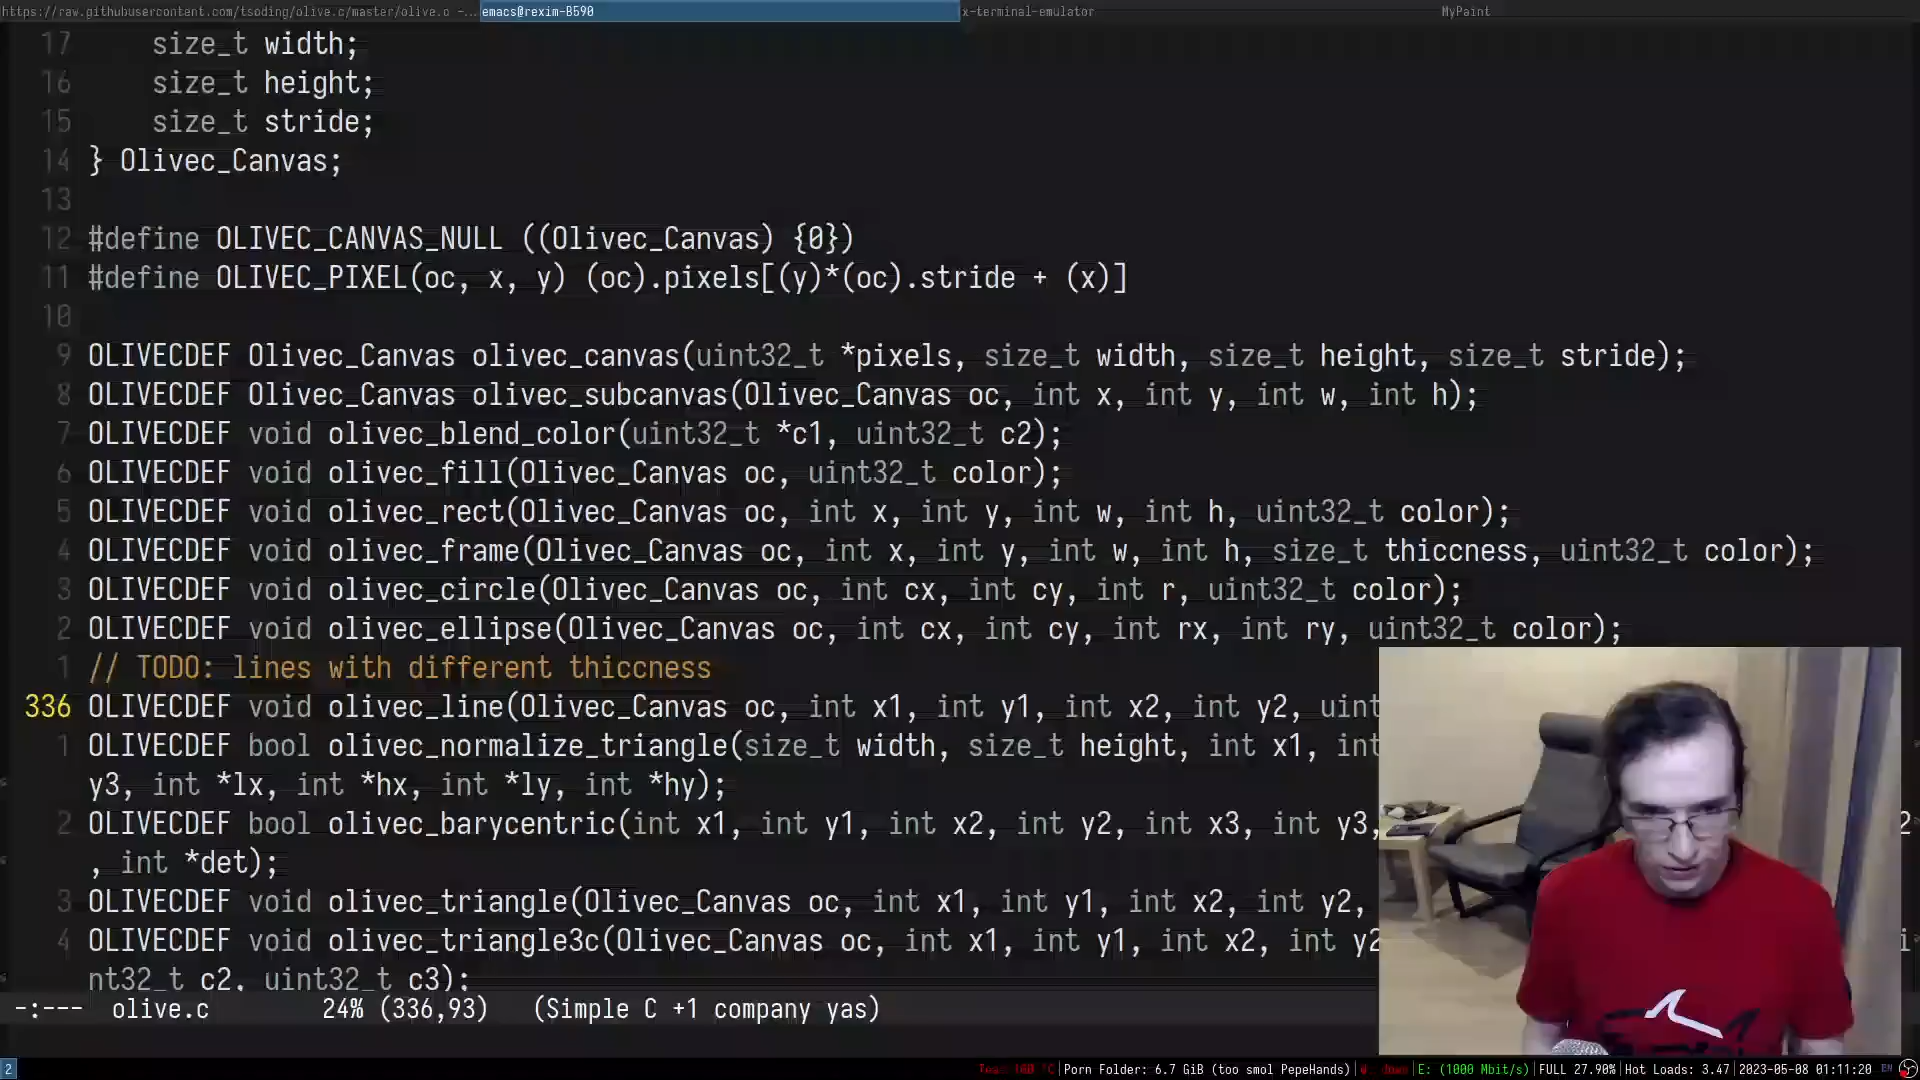 https://raw.githubusercontent.com/tsoding/olive.c/master/olive.c -... emacs@rexim-B590 x-terminal-emulator MyPaint
17 size_t width;
16 size_t height;
15 size_t stride;
14 } Olivec_Canvas;
13
12 #define OLIVEC_CANVAS_NULL ((Olivec_Canvas) {0})
11 #define OLIVEC_PIXEL(oc, x, y) (oc).pixels[(y)*(oc).stride + (x)]
10
9 OLIVECDEF Olivec_Canvas olivec_canvas(uint32_t *pixels, size_t width, size_t height, size_t stride);
8 OLIVECDEF Olivec_Canvas olivec_subcanvas(Olivec_Canvas oc, int x, int y, int w, int h);
7 OLIVECDEF void olivec_blend_color(uint32_t *c1, uint32_t c2);
6 OLIVECDEF void olivec_fill(Olivec_Canvas oc, uint32_t color);
5 OLIVECDEF void olivec_rect(Olivec_Canvas oc, int x, int y, int w, int h, uint32_t color);
4 OLIVECDEF void olivec_frame(Olivec_Canvas oc, int x, int y, int w, int h, size_t thiccness, uint32_t color);
3 OLIVECDEF void olivec_circle(Olivec_Canvas oc, int cx, int cy, int r, uint32_t color);
2 OLIVECDEF void olivec_ellipse(Olivec_Canvas oc, int cx, int cy, int rx, int ry, uint32_t color);
1 // TODO: lines with different thiccness
336 OLIVECDEF void olivec_line(Olivec_Canvas oc, int x1, int y1, int x2, int y2, uint
1 OLIVECDEF bool olivec_normalize_triangle(size_t width, size_t height, int x1, int
y3, int *lx, int *hx, int *ly, int *hy);
2 OLIVECDEF bool olivec_barycentric(int x1, int y1, int x2, int y2, int x3, int y3, 2
, int *det);
3 OLIVECDEF void olivec_triangle(Olivec_Canvas oc, int x1, int y1, int x2, int y2,
4 OLIVECDEF void olivec_triangle3c(Olivec_Canvas oc, int x1, int y1, int x2, int y2 i
nt32_t c2, uint32_t c3);
-:--- olive.c 24% (336,93) (Simple C +1 company yas)
2 Porn Folder: 6.7 GiB (too smol PepeHands) | E: (1000 Mbit/s) | FULL 27.90% | Hot Loads: 3.47 | 2023-05-08 01:11:20 EN